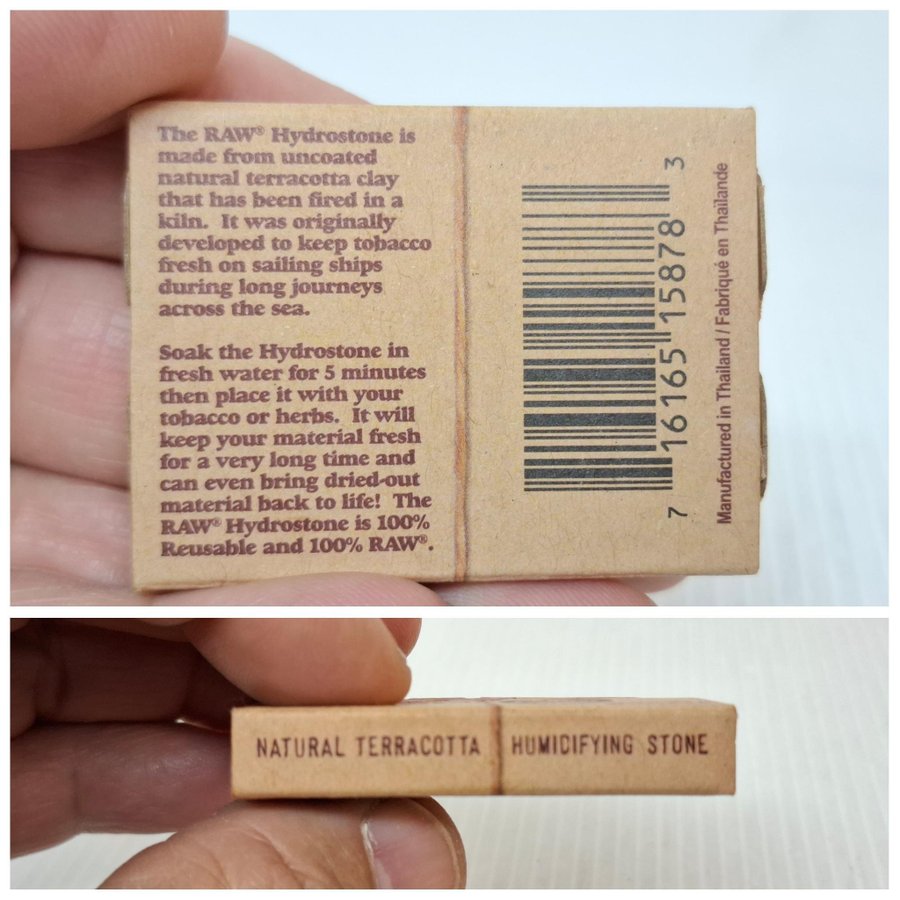 The RAW® Hydrostone is
made from uncoated
natural terracotta clay
that has been fired in a
kiln. It was originally
developed to keep tobacco
fresh on sailing ships
during long journeys
across the sea.
Soak the Hydrostone in
fresh water for 5 minutes
then place it with your
tobacco or herbs. It will
keep your material fresh
for a very long time and
can even bring dried-out
material back to life! The
RAW® Hydrostone is 100%
Reusable and 100% RAW®.
7 16165 15878 3
Manufactured in Thailand / Fabriqué en Thaïlande
NATURAL TERRACOTTA HUMIDIFYING STONE